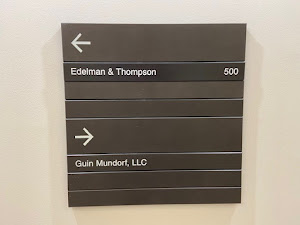 ←
Edelman & Thompson 500
→
Guin Mundorf, LLC